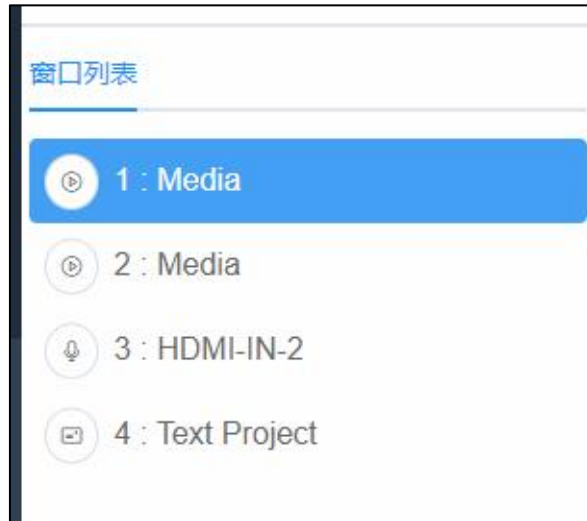 窗口列表
1 : Media
2 : Media
3 : HDMI-IN-2
4 : Text Project